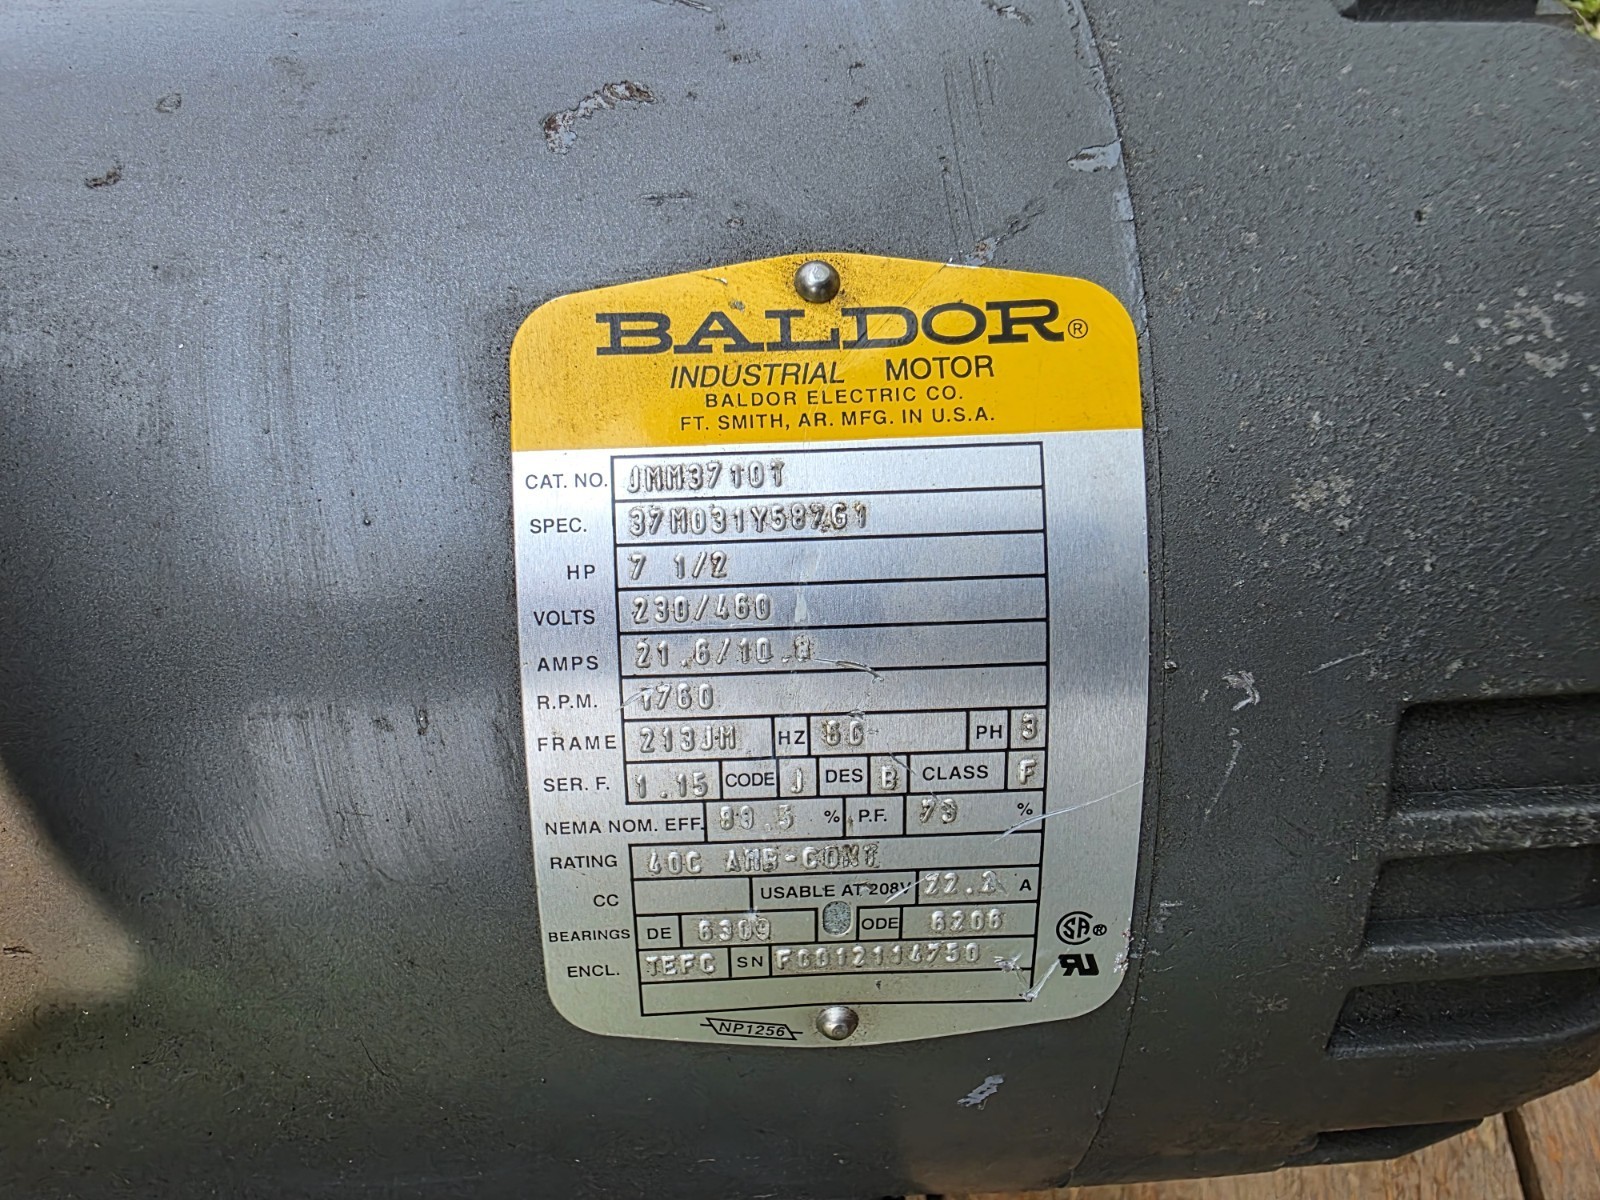 BALDOR®
INDUSTRIAL MOTOR
BALDOR ELECTRIC CO.
FT. SMITH, AR. MFG. IN U.S.A.
CAT. NO. JMM3710T
SPEC. 37M031Y587G1
HP 7 1/2
VOLTS 230/460
AMPS 21.6/10.8
R.P.M. 1760
FRAME 213JM HZ 60 PH 3
SER. F. 1.15 CODE J DES B CLASS F
NEMA NOM. EFF. 89.5 % P.F. 73 %
RATING 40C AMB-CONT
CC USABLE AT 208V A
BEARINGS DE 6309 ODE 6206
ENCL. TEFC SN
SA®
NP1256